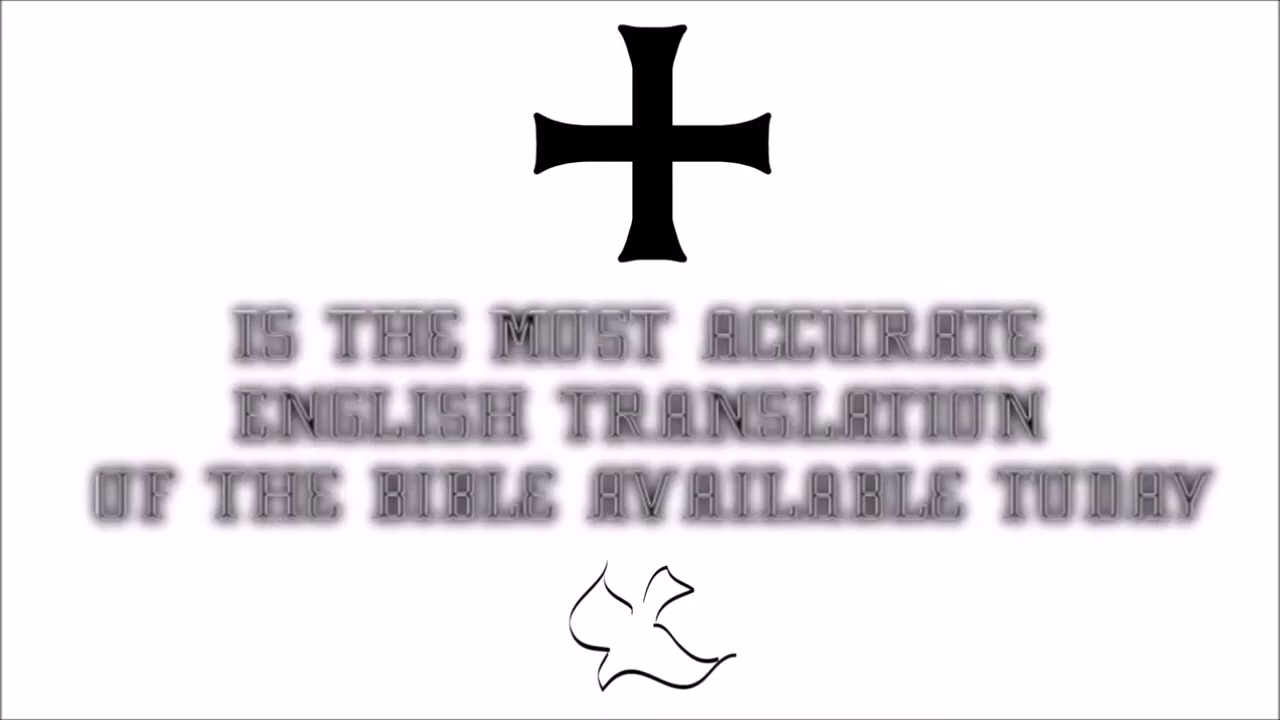 IS THE MOST ACCURATE
ENGLISH TRANSLATION
OF THE BIBLE AVAILABLE TODAY